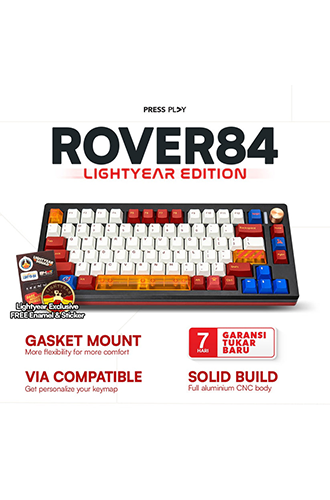 PRESS PLAY
ROVER84
LIGHTYEAR EDITION
Lightyear Exclusive
FREE Enamel & Sticker
GASKET MOUNT
More flexibility for more comfort
7
HARI
GARANSI
TUKAR
BARU
VIA COMPATIBLE
Get personalize your keymap
SOLID BUILD
Full aluminium CNC body